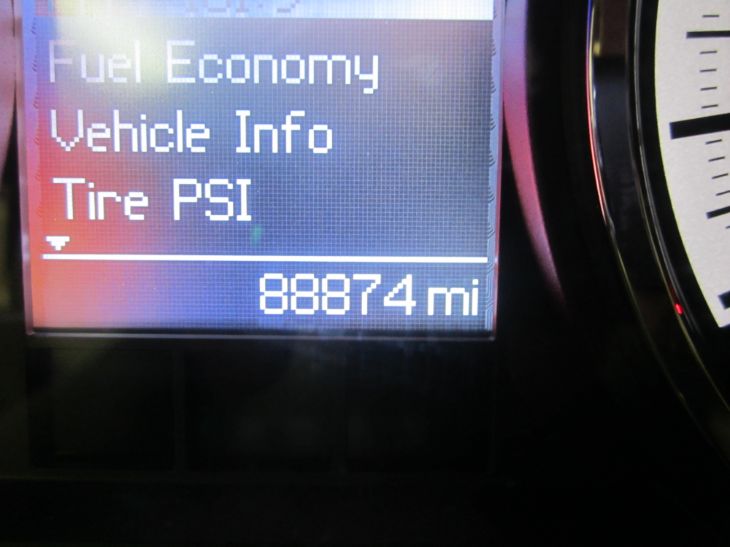 Fuel Economy
Vehicle Info
Tire PSI
88874 mi